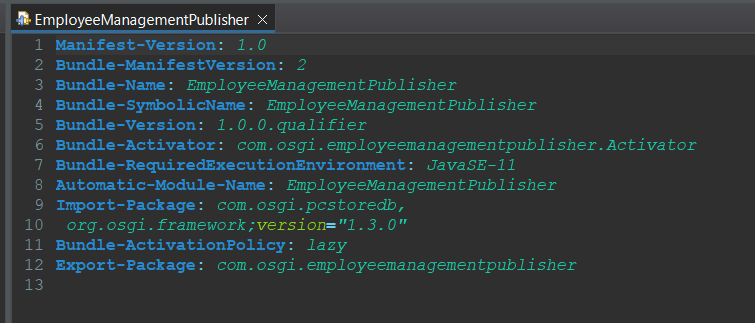 EmployeeManagementPublisher
1 Manifest-Version: 1.0
2 Bundle-ManifestVersion: 2
3 Bundle-Name: EmployeeManagementPublisher
4 Bundle-SymbolicName: EmployeeManagementPublisher
5 Bundle-Version: 1.0.0.qualifier
6 Bundle-Activator: com.osgi.employeemanagementpublisher.Activator
7 Bundle-RequiredExecutionEnvironment: JavaSE-11
8 Automatic-Module-Name: EmployeeManagementPublisher
9 Import-Package: com.osgi.pcstoredb,
10  org.osgi.framework;version="1.3.0"
11 Bundle-ActivationPolicy: lazy
12 Export-Package: com.osgi.employeemanagementpublisher
13